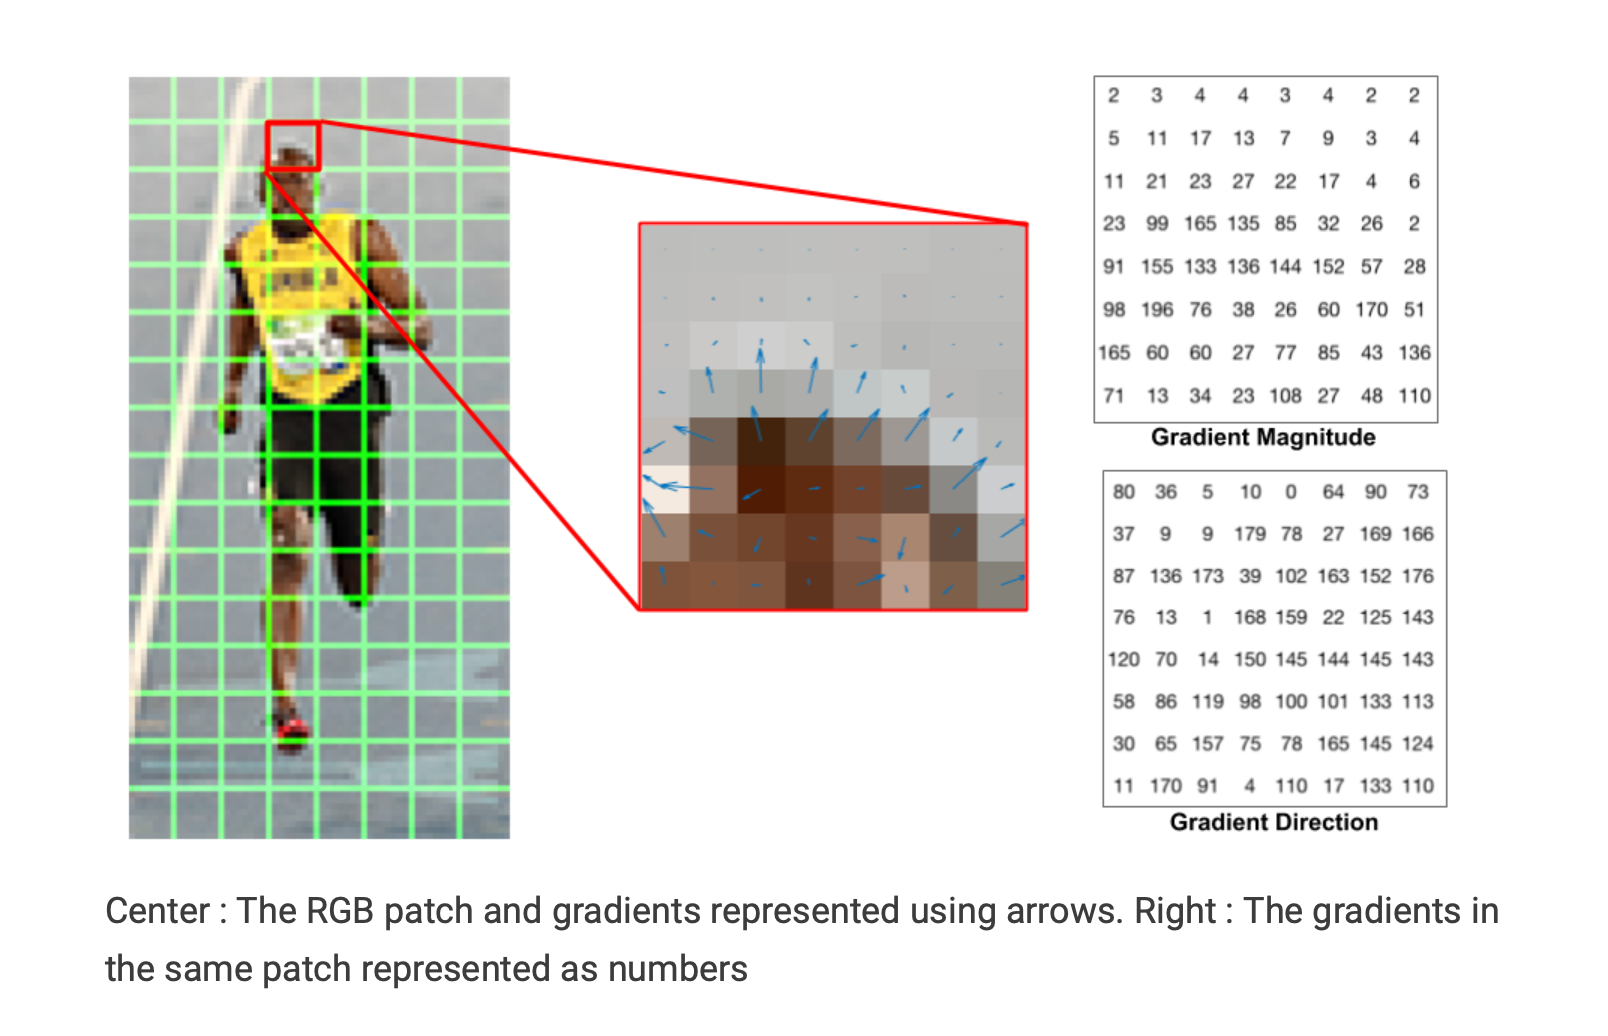 2 3 4 4 3 4 2 2
5 11 17 13 7 9 3 4
11 21 23 27 22 17 4 6
23 99 165 135 85 32 26 2
91 155 133 136 144 152 57 28
98 196 76 38 26 60 170 51
165 60 60 27 77 85 43 136
71 13 34 23 108 27 48 110
Gradient Magnitude
80 36 5 10 0 64 90 73
37 9 9 179 78 27 169 166
87 136 173 39 102 163 152 176
76 13 1 168 159 22 125 143
120 70 14 150 145 144 145 143
58 86 119 98 100 101 133 113
30 65 157 75 78 165 145 124
11 170 91 4 110 17 133 110
Gradient Direction
Center : The RGB patch and gradients represented using arrows. Right : The gradients in
the same patch represented as numbers